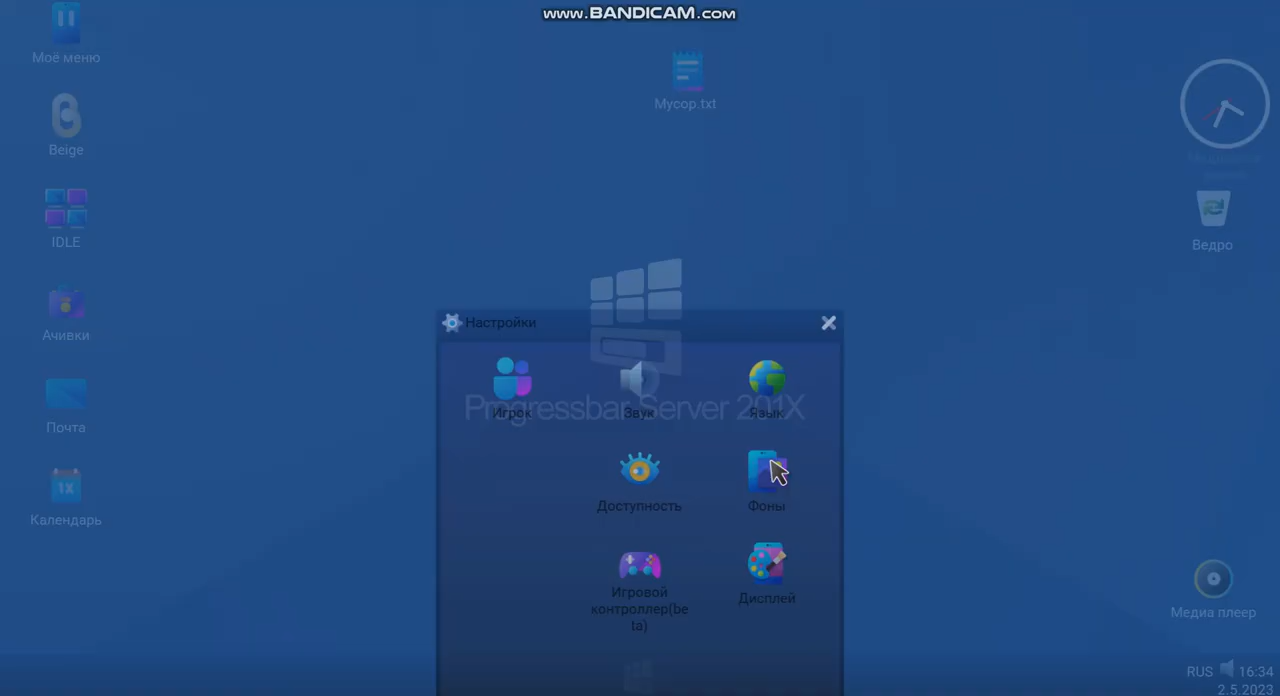 www.BANDICAM.com
Моё меню
Мусор.txt
Beige
IDLE
Ведро
Ачивки
Настройки
Игрок
Звук
Язык
Progressbar Server 201X
Почта
Доступность
Фоны
1X
Календарь
Игровой
контроллер(be
ta)
Дисплей
Медиа плеер
RUS
16:34
2.5.2023